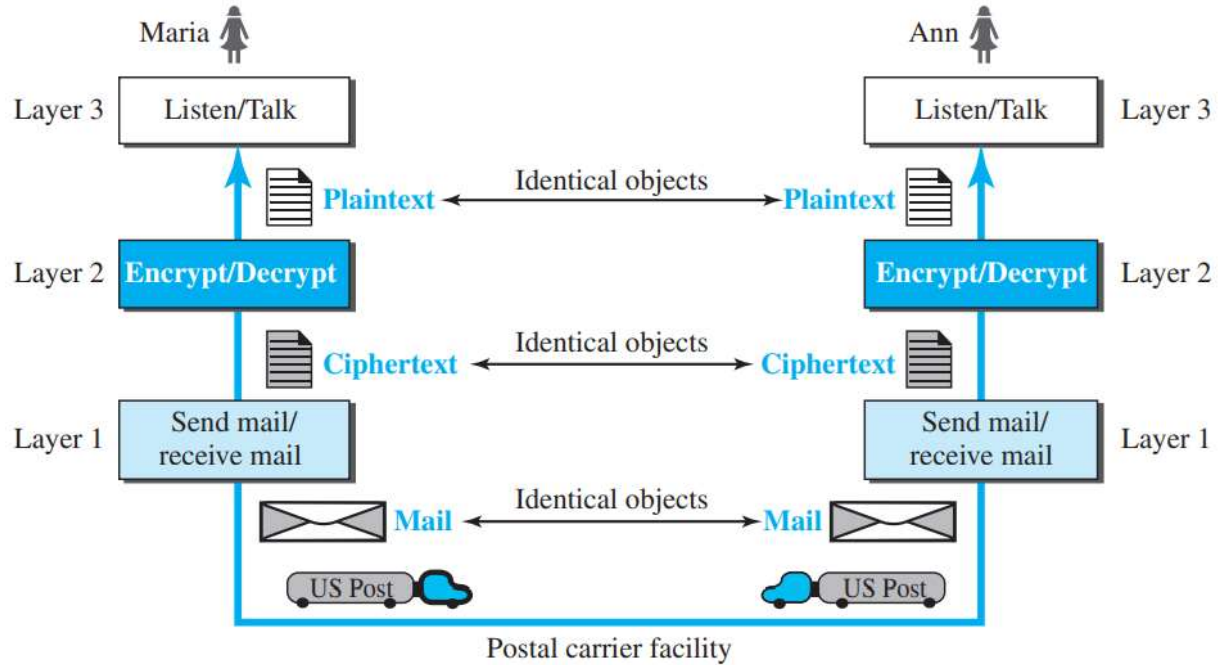 Maria
Ann
Layer 3
Listen/Talk
Listen/Talk
Layer 3
Identical objects
Plaintext
Plaintext
Layer 2
Encrypt/Decrypt
Encrypt/Decrypt
Layer 2
Identical objects
Ciphertext
Ciphertext
Layer 1
Send mail/
receive mail
Send mail/
receive mail
Layer 1
Identical objects
Mail
Mail
US Post
US Post
Postal carrier facility